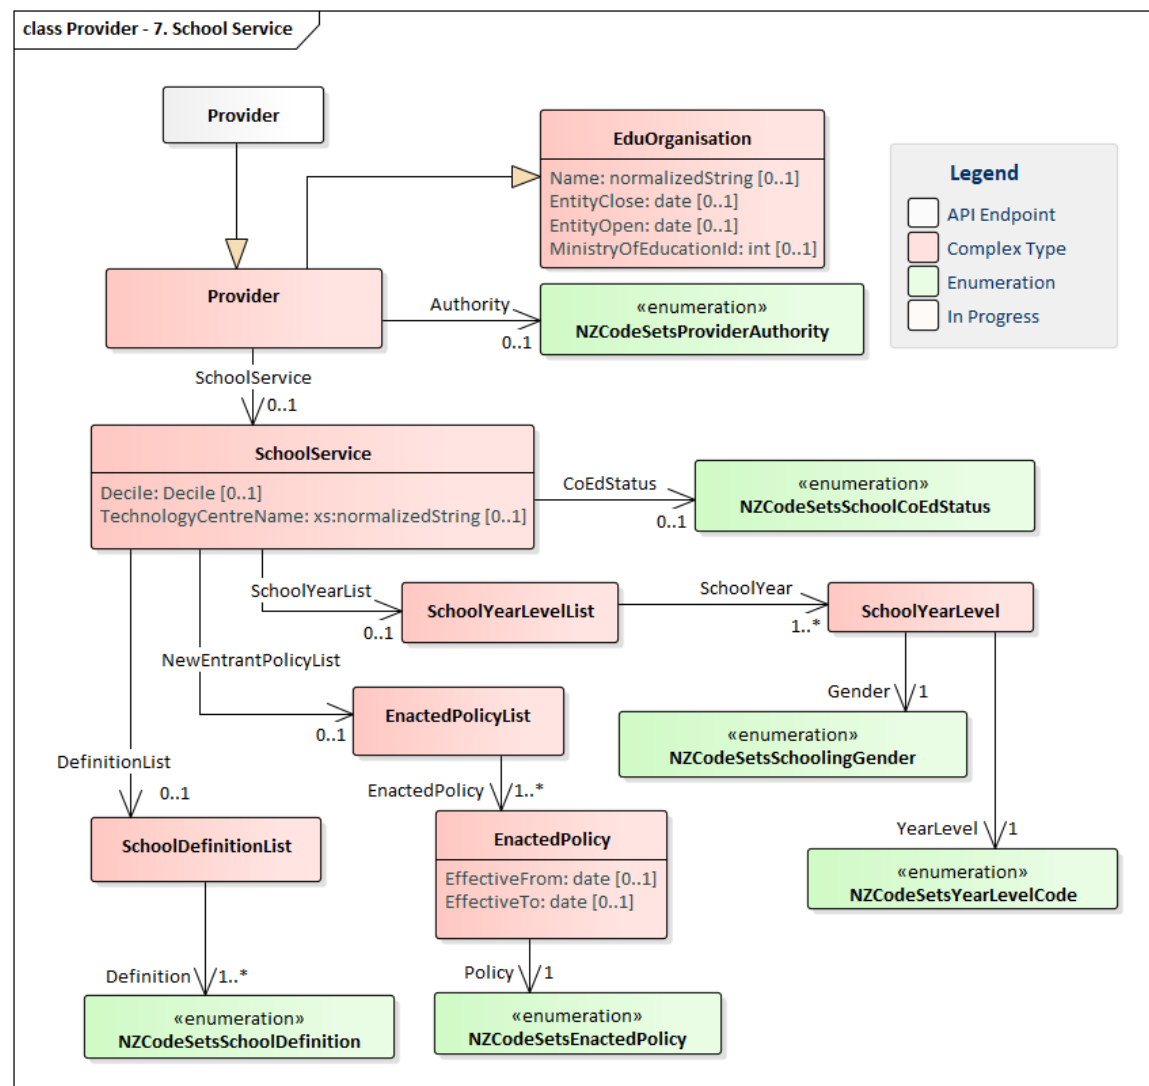 class Provider - 7. School Service
Provider
EduOrganisation
Name: normalizedString [0..1]
EntityClose: date [0..1]
EntityOpen: date [0..1]
MinistryOfEducationId: int [0..1]
Legend
API Endpoint
Complex Type
Enumeration
In Progress
Provider
Authority
0..1
«enumeration»
NZCodeSetsProviderAuthority
SchoolService
0..1
SchoolService
Decile: Decile [0..1]
TechnologyCentreName: xs:normalizedString [0..1]
CoEdStatus
0..1
«enumeration»
NZCodeSetsSchoolCoEdStatus
SchoolYearList
0..1
SchoolYearLevelList
SchoolYear
1..*
SchoolYearLevel
NewEntrantPolicyList
0..1
EnactedPolicyList
Gender
1
«enumeration»
NZCodeSetsSchoolingGender
DefinitionList
0..1
SchoolDefinitionList
EnactedPolicy
1..*
EnactedPolicy
EffectiveFrom: date [0..1]
EffectiveTo: date [0..1]
YearLevel
1
«enumeration»
NZCodeSetsYearLevelCode
Definition
1..*
«enumeration»
NZCodeSetsSchoolDefinition
Policy
1
«enumeration»
NZCodeSetsEnactedPolicy